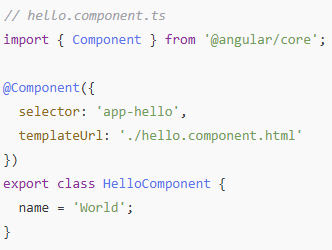 // hello.component.ts
import { Component } from '@angular/core';

@Component({
  selector: 'app-hello',
  templateUrl: './hello.component.html'
})
export class HelloComponent {
  name = 'World';
}